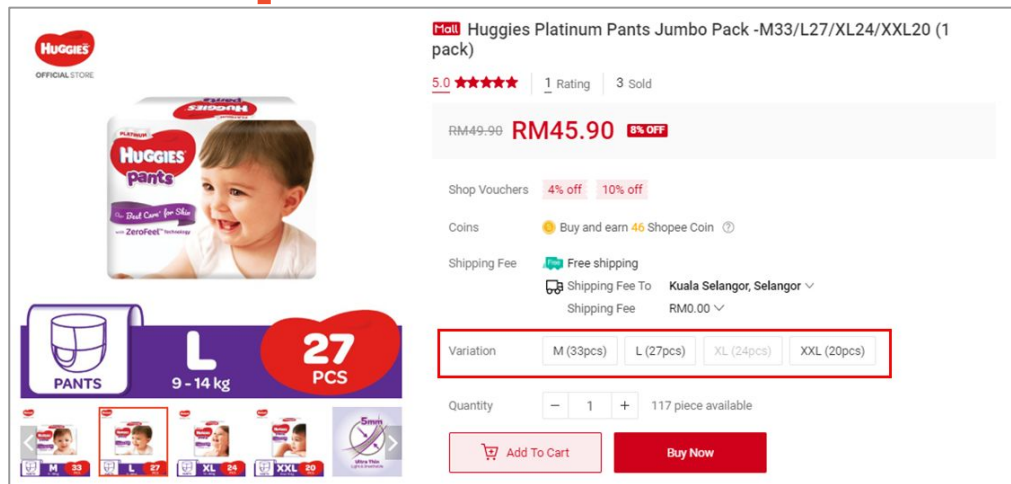 HUGGIES
OFFICIAL STORE
PLATINUM
HUGGIES
Pants
Our Best Care for Skin
with ZeroFeel Technology
PANTS
L
9 - 14 kg
27
PCS
M 33
L 27
XL 24
XXL 20
5mm
Ultra Thin
Mall Huggies Platinum Pants Jumbo Pack -M33/L27/XL24/XXL20 (1
pack)
5.0 1 Rating 3 Sold
RM49.90 RM45.90 8% OFF
Shop Vouchers 4% off 10% off
Coins Buy and earn 46 Shopee Coin ?
Shipping Fee Free Free shipping
Shipping Fee To Kuala Selangor, Selangor
Shipping Fee RM0.00
Variation M (33pcs) L (27pcs) XL (24pcs) XXL (20pcs)
Quantity − 1 + 117 piece available
Add To Cart Buy Now